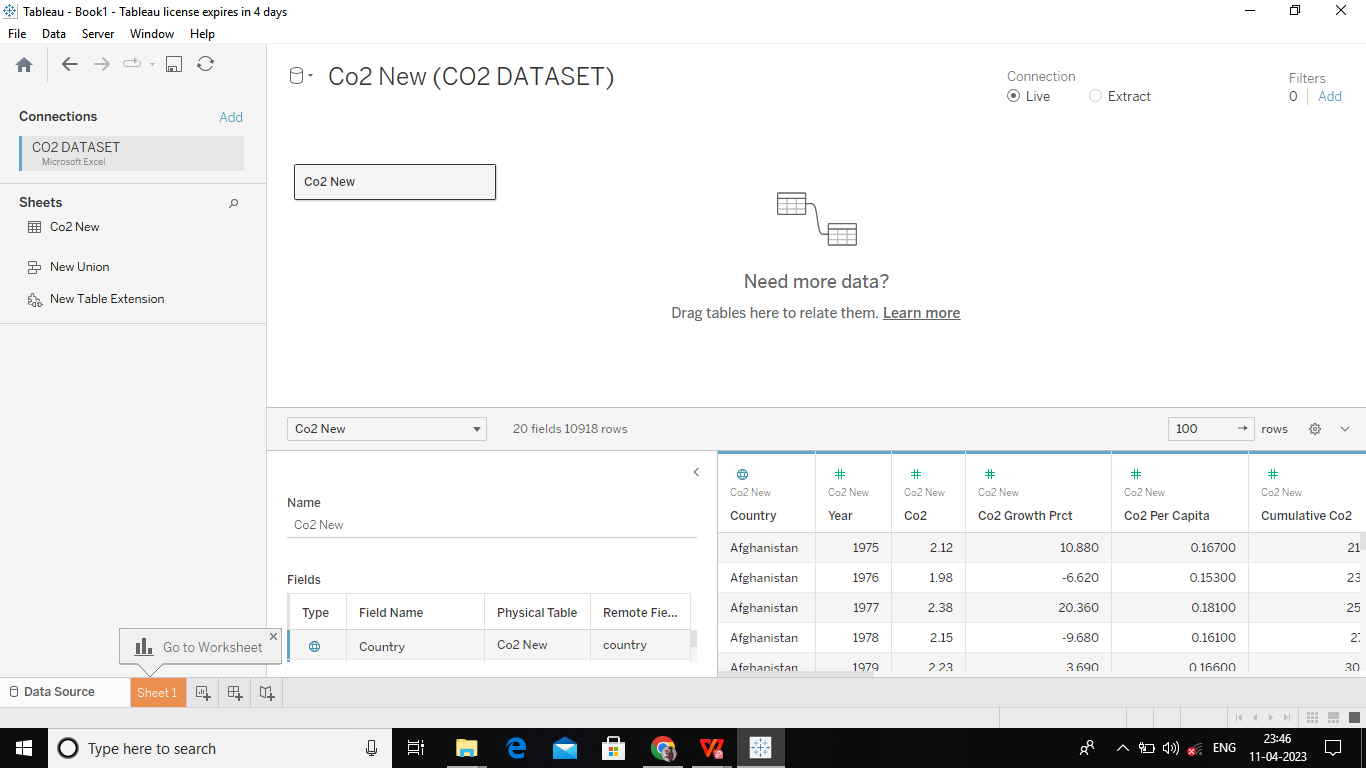 Tableau - Book1 - Tableau license expires in 4 days
File Data Server Window Help
Connections Add
CO2 DATASET
Microsoft Excel
Sheets
Co2 New
New Union
New Table Extension
Co2 New (CO2 DATASET)
Connection
Live Extract
Filters
0 Add
Co2 New
Need more data?
Drag tables here to relate them. Learn more
Co2 New 20 fields 10918 rows 100 rows
Name
Co2 New
Fields
Type Field Name Physical Table Remote Fie...
Country Co2 New country
Co2 New Co2 New Co2 New Co2 New Co2 New Co2 New
Country Year Co2 Co2 Growth Prct Co2 Per Capita Cumulative Co2
Afghanistan 1975 2.12 10.880 0.16700 21
Afghanistan 1976 1.98 -6.620 0.15300 23
Afghanistan 1977 2.38 20.360 0.18100 25
Afghanistan 1978 2.15 -9.680 0.16100
Afghanistan 1979 2.23 3.690 0.16600 30
Go to Worksheet
Data Source Sheet 1
Type here to search
ENG
23:46
11-04-2023